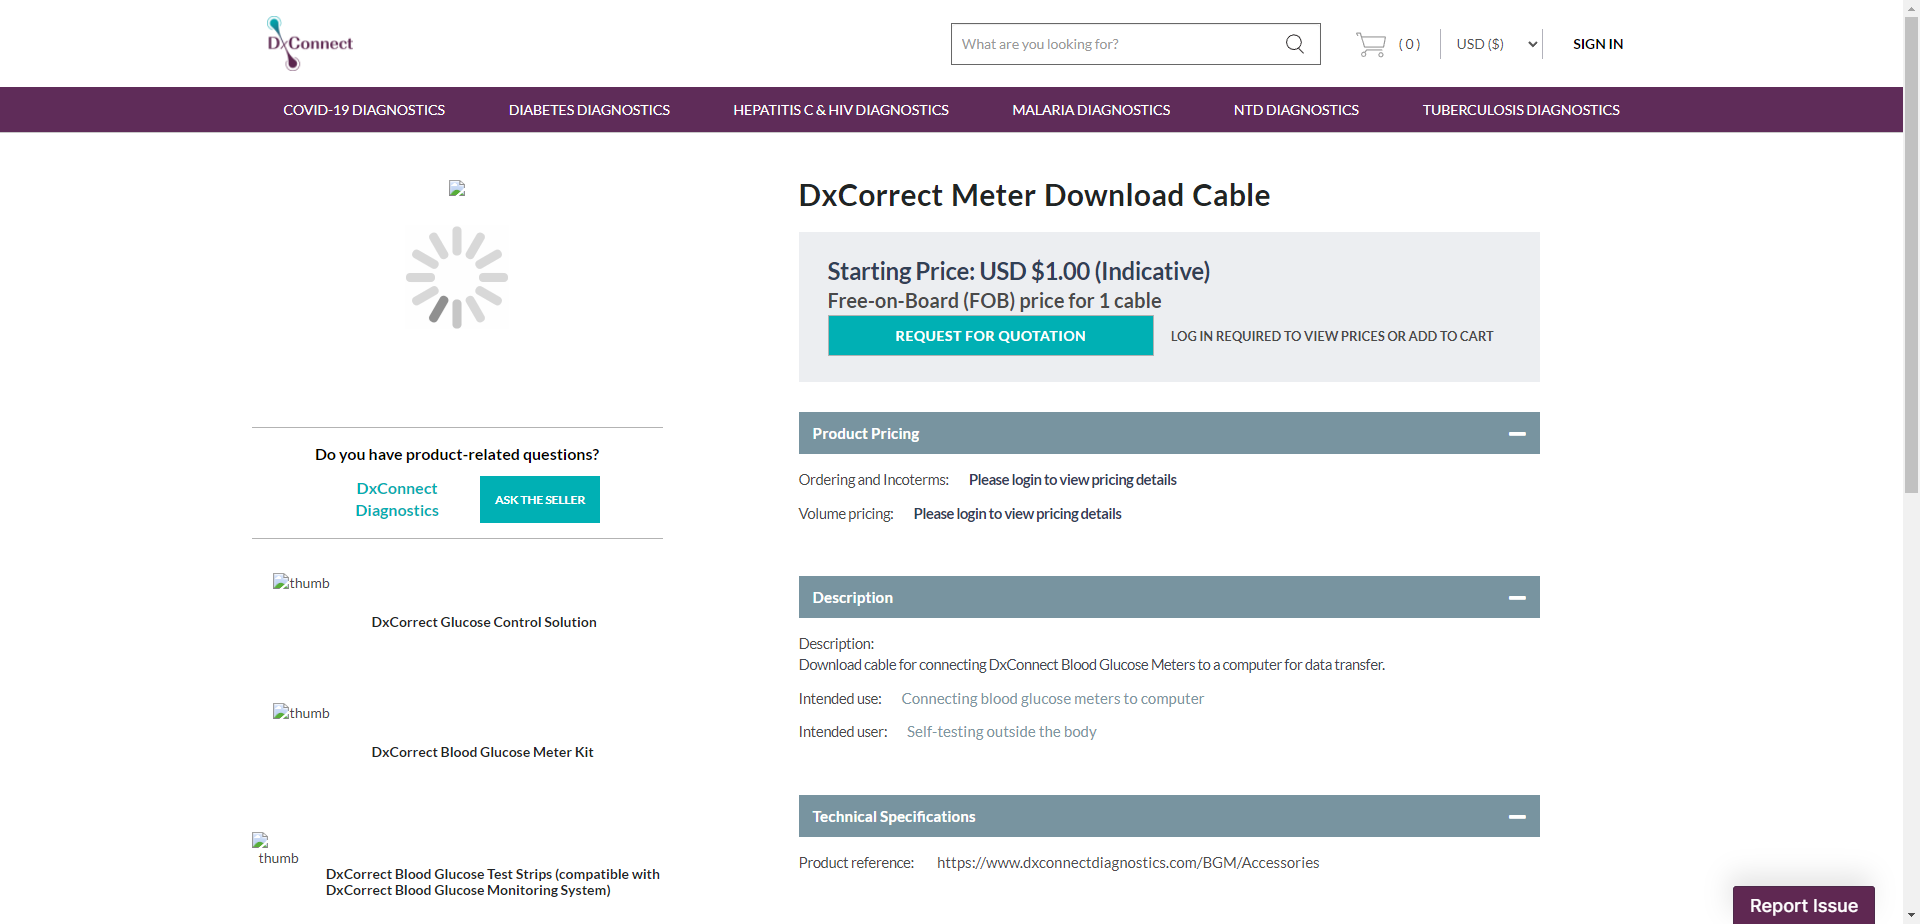 DxConnect
What are you looking for?
( 0 )
USD ($)
SIGN IN
COVID-19 DIAGNOSTICS
DIABETES DIAGNOSTICS
HEPATITIS C & HIV DIAGNOSTICS
MALARIA DIAGNOSTICS
NTD DIAGNOSTICS
TUBERCULOSIS DIAGNOSTICS
Do you have product-related questions?
DxConnect
Diagnostics
ASK THE SELLER
thumb
DxCorrect Glucose Control Solution
thumb
DxCorrect Blood Glucose Meter Kit
thumb
DxCorrect Blood Glucose Test Strips (compatible with
DxCorrect Blood Glucose Monitoring System)
DxCorrect Meter Download Cable
Starting Price: USD $1.00 (Indicative)
Free-on-Board (FOB) price for 1 cable
REQUEST FOR QUOTATION
LOG IN REQUIRED TO VIEW PRICES OR ADD TO CART
Product Pricing
Ordering and Incoterms: Please login to view pricing details
Volume pricing: Please login to view pricing details
Description
Description:
Download cable for connecting DxConnect Blood Glucose Meters to a computer for data transfer.
Intended use: Connecting blood glucose meters to computer
Intended user: Self-testing outside the body
Technical Specifications
Product reference: https://www.dxconnectdiagnostics.com/BGM/Accessories
Report Issue